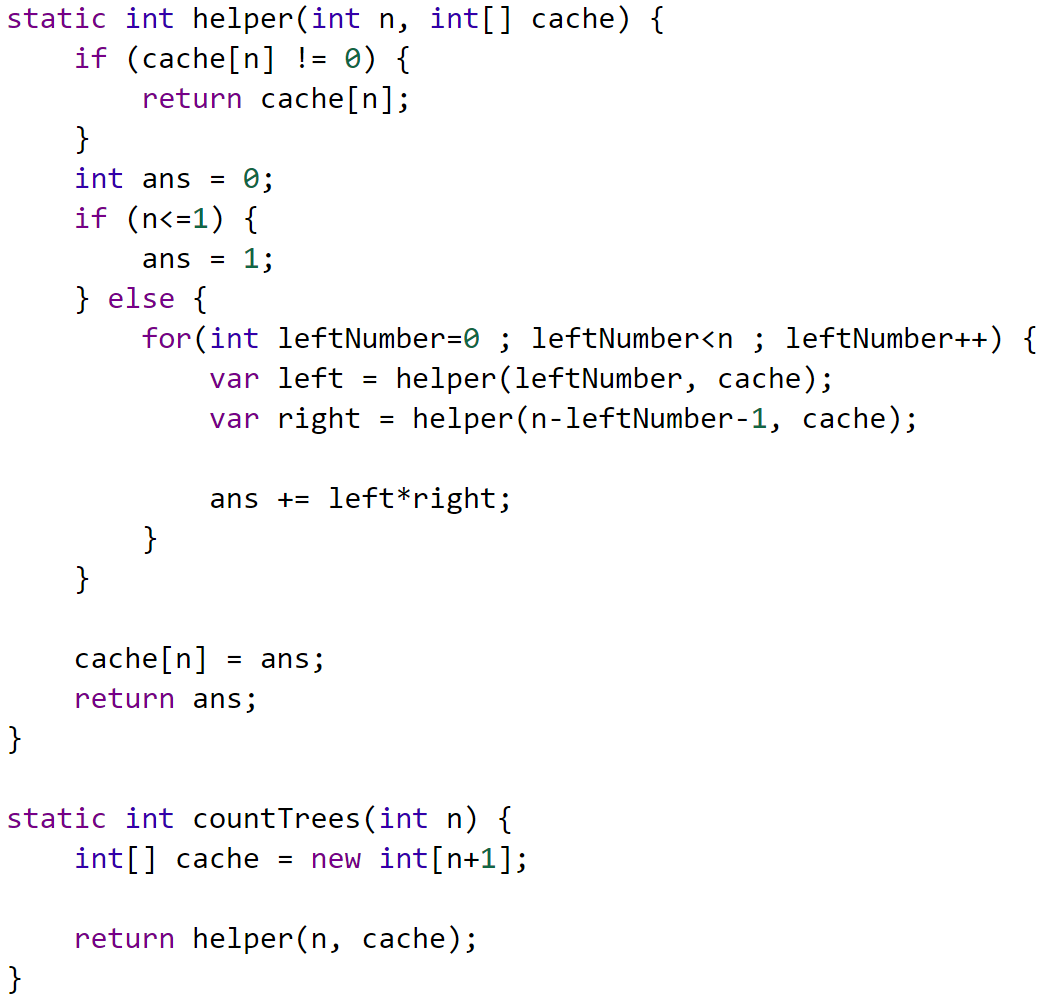 static int helper(int n, int[] cache) {
    if (cache[n] != 0) {
        return cache[n];
    }
    int ans = 0;
    if (n<=1) {
        ans = 1;
    } else {
        for(int leftNumber=0 ; leftNumber<n ; leftNumber++) {
            var left = helper(leftNumber, cache);
            var right = helper(n-leftNumber-1, cache);

            ans += left*right;
        }
    }

    cache[n] = ans;
    return ans;
}

static int countTrees(int n) {
    int[] cache = new int[n+1];

    return helper(n, cache);
}